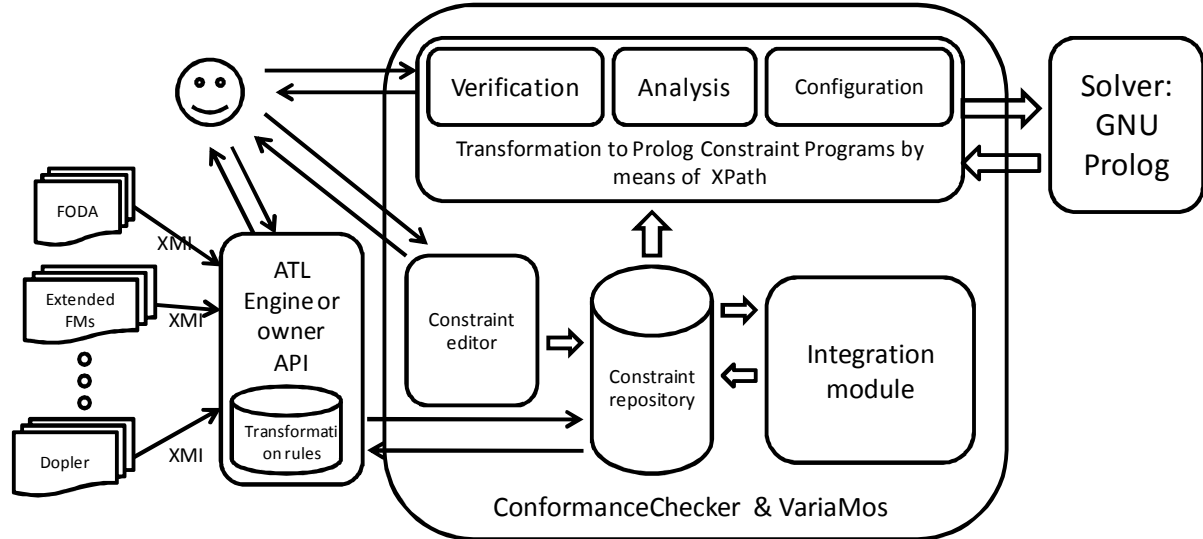 Verification
Analysis
Configuration
Transformation to Prolog Constraint Programs by
means of XPath
Solver:
GNU
Prolog
FODA
XMI
Extended
FMs
XMI
Dopler
XMI
ATL
Engine or
owner
API
Transformati
on rules
Constraint
editor
Constraint
repository
Integration
module
ConformanceChecker & VariaMos